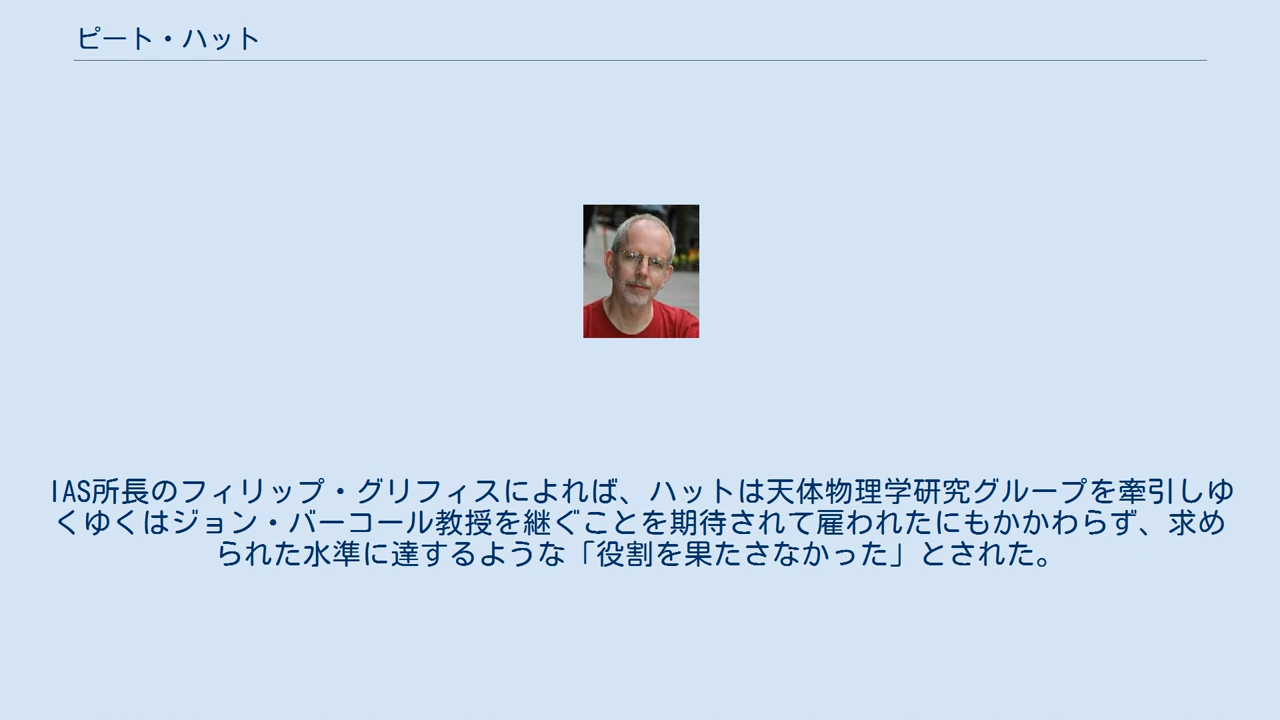 ピート・ハット
IAS所長のフィリップ・グリフィスによれば、ハットは天体物理学研究グループを牽引しゆ
くゆくはジョン・バーコール教授を継ぐことを期待されて雇われたにもかかわらず、求め
られた水準に達するような「役割を果たさなかった」とされた。